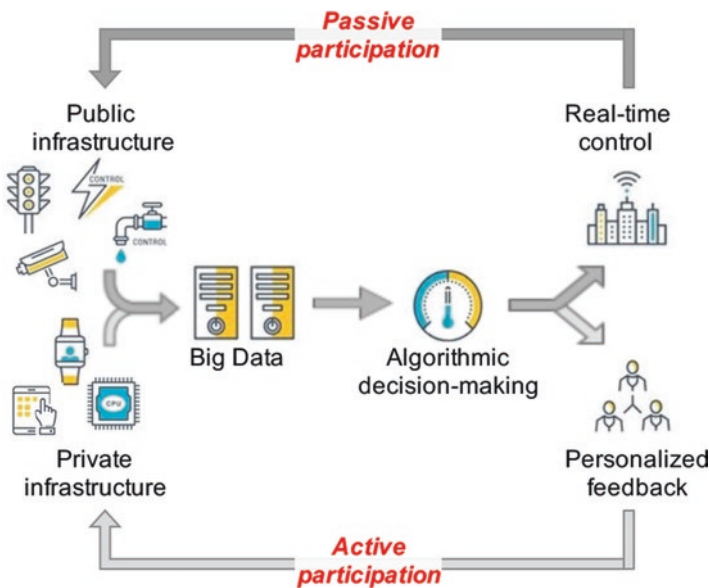 Passive
participation
Public
infrastructure
Real-time
control
CONTROL
CONTROL
Big Data
Algorithmic
decision-making
CPU
Private
infrastructure
Personalized
feedback
Active
participation